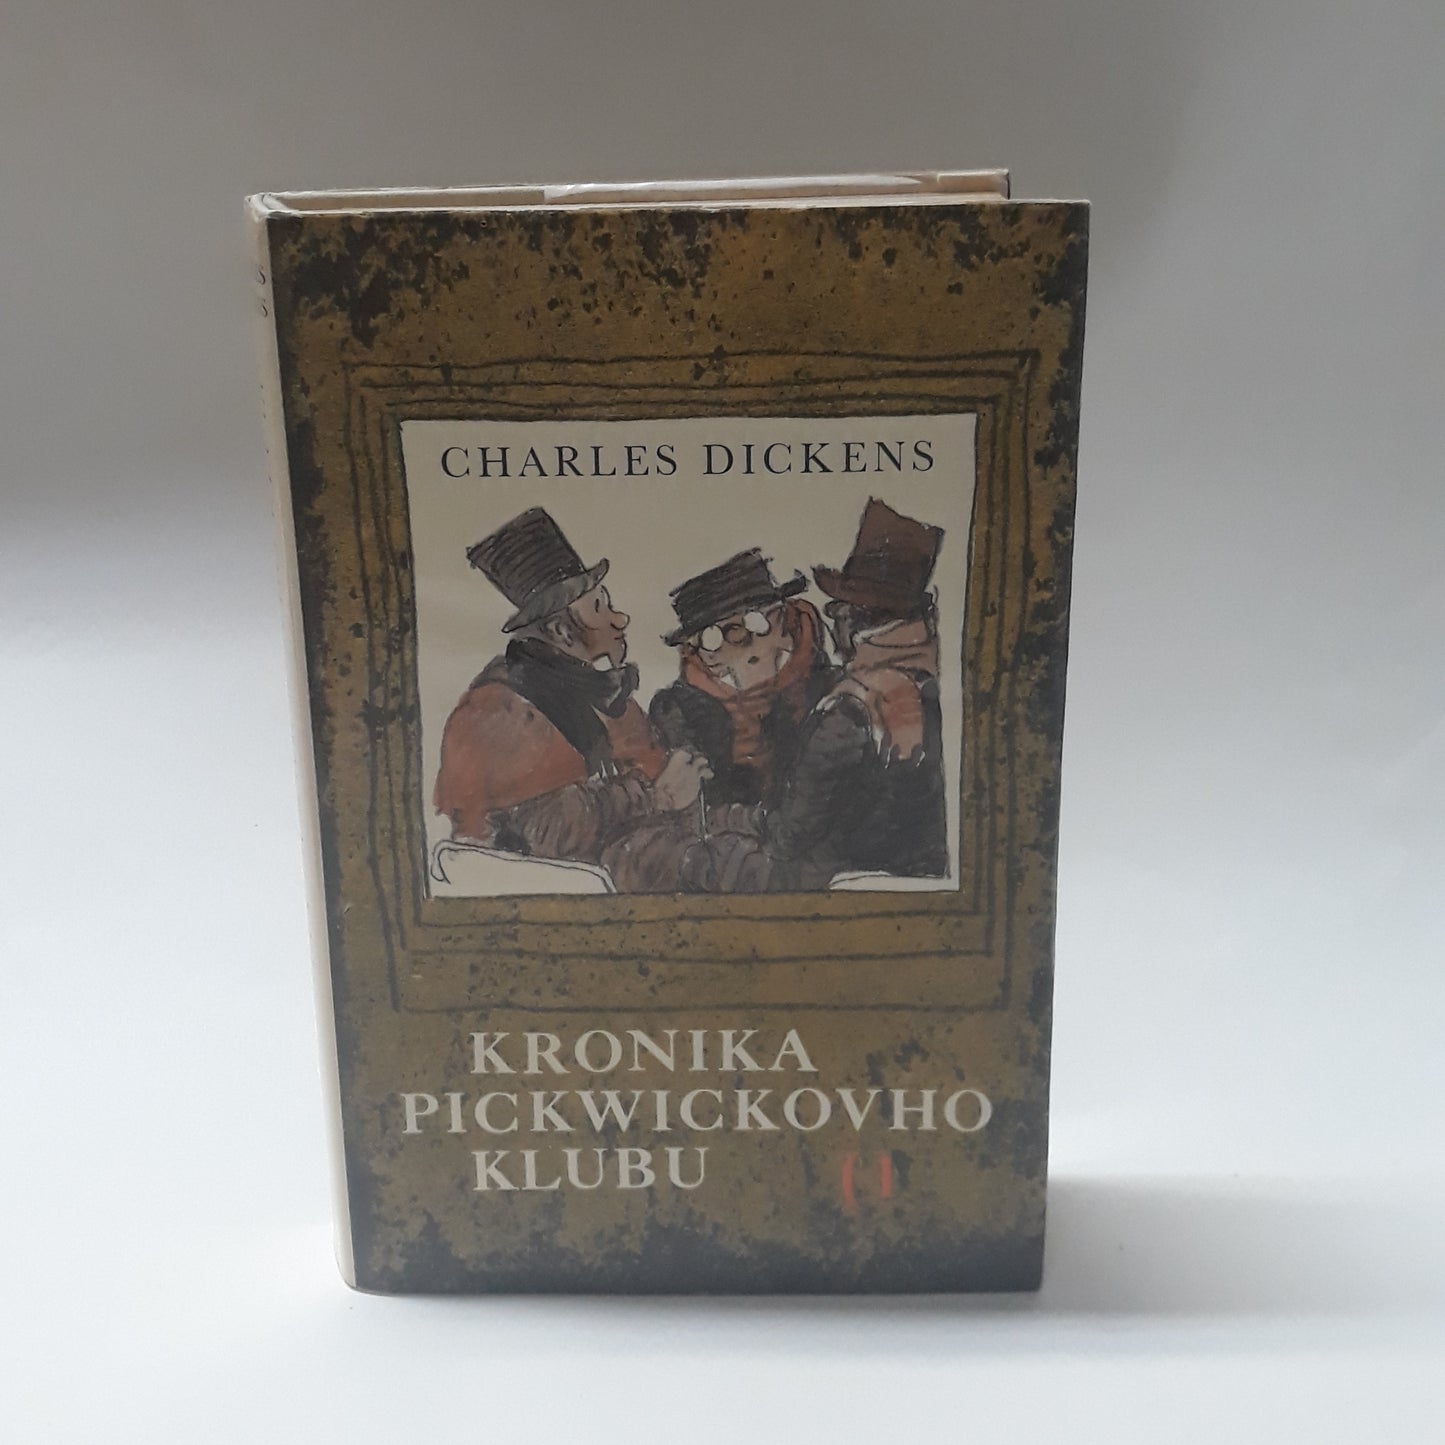 CHARLES DICKENS
KRONIKA
PICKWICKOVHO
KLUBU